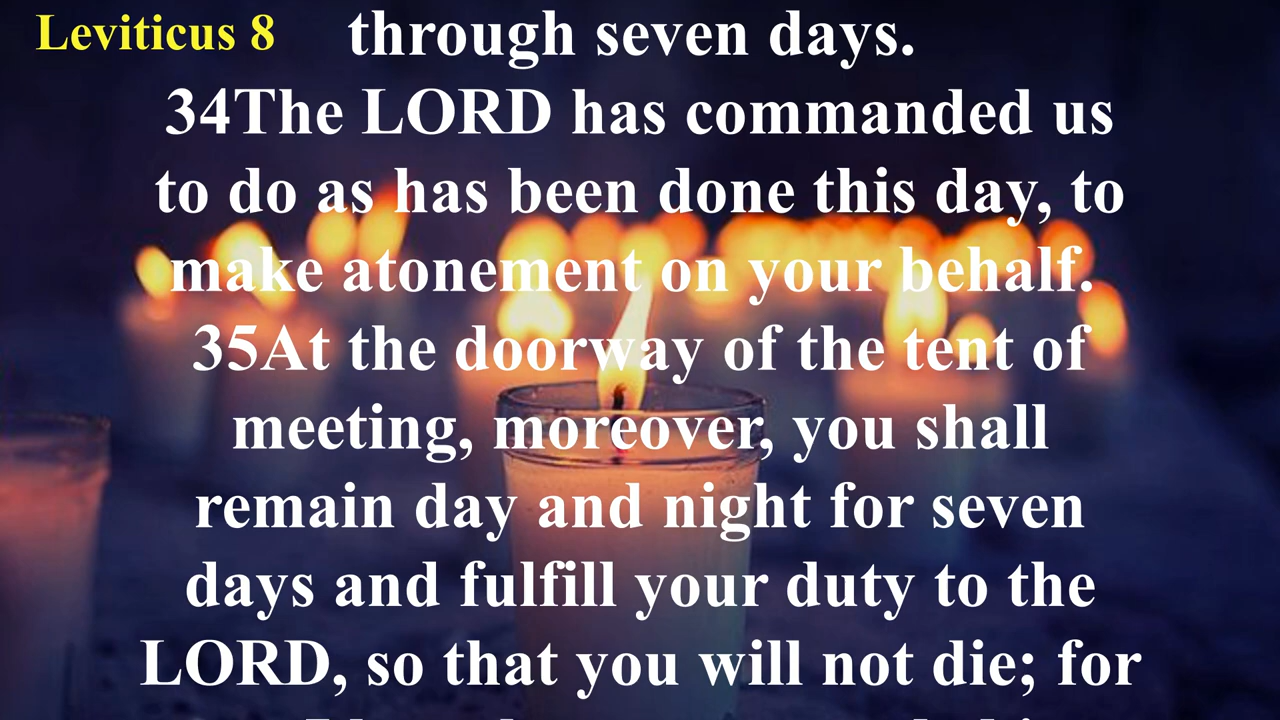 Leviticus 8
through seven days.
34The LORD has commanded us
to do as has been done this day, to
make atonement on your behalf.
35At the doorway of the tent of
meeting, moreover, you shall
remain day and night for seven
days and fulfill your duty to the
LORD, so that you will not die; for